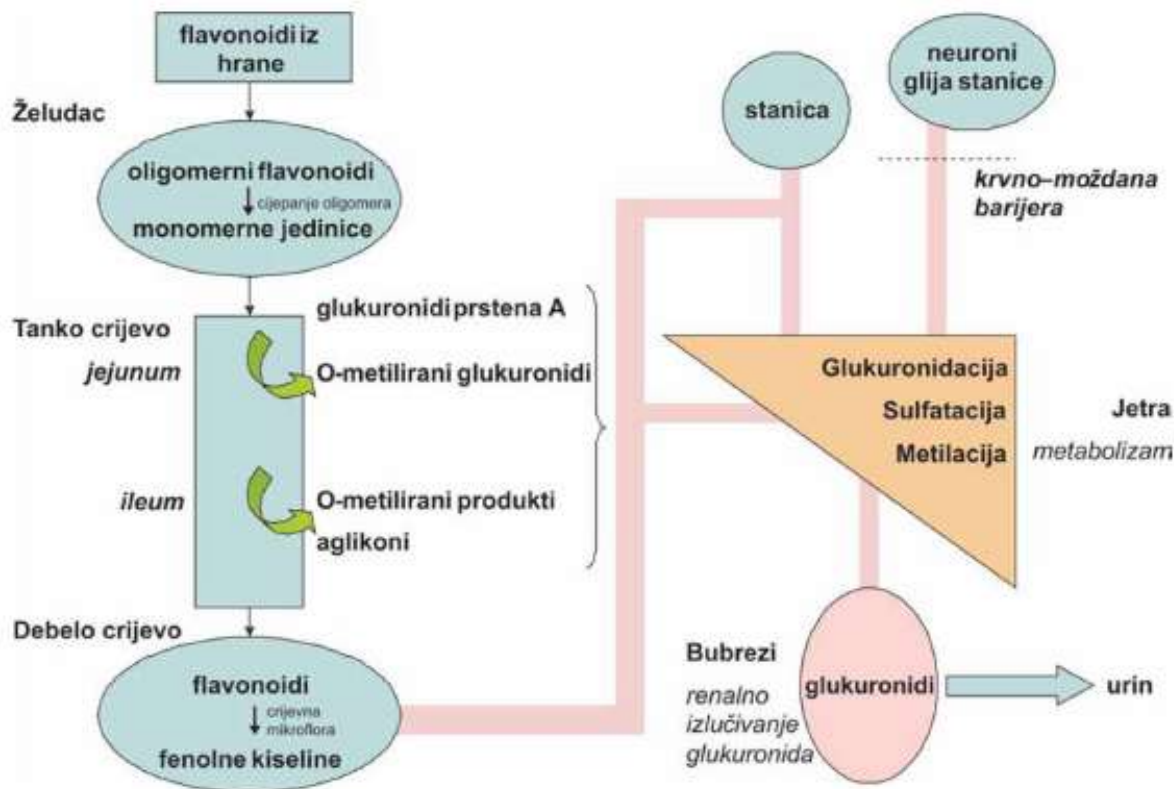 flavonoidi iz
hrane
Želudac
oligomerni flavonoidi
cijepanje oligomera
monomerne jedinice
Tanko crijevo
jejunum
glukuronidi prstena A
O-metilirani glukuronidi
ileum
O-metilirani produkti
aglikoni
Debelo crijevo
flavonoidi
crijevna
mikroflora
fenolne kiseline
stanica
neuroni
glija stanice
krvno–moždana
barijera
Glukuronidacija
Sulfatacija
Metilacija
Jetra
metabolizam
Bubrezi
renalno
izlučivanje
glukuronida
glukuronidi
urin